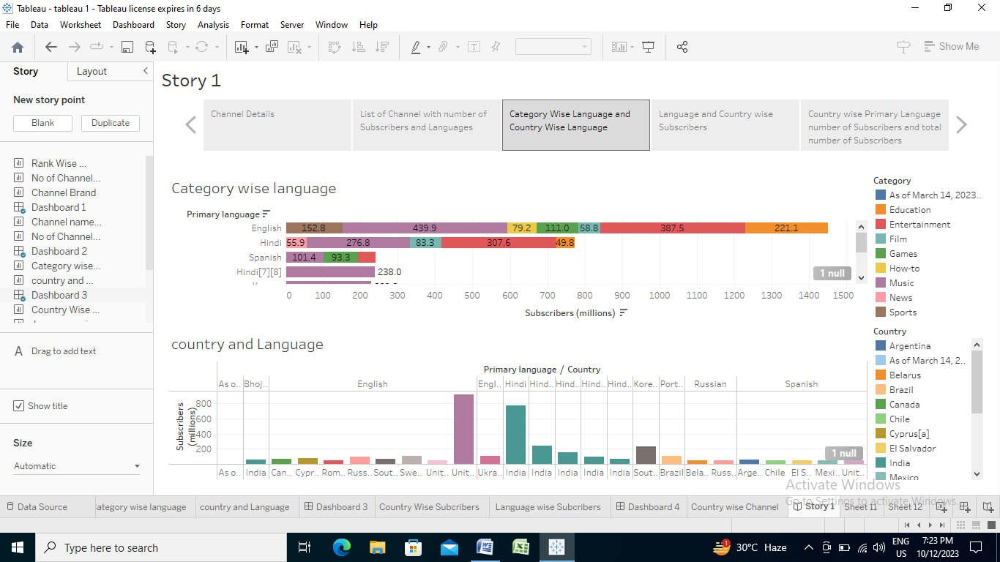 Tableau - tableau 1 - Tableau license expires in 6 days
File Data Worksheet Dashboard Story Analysis Format Server Window Help
Show Me
Story Layout
New story point
Blank Duplicate
Rank Wise ...
No of Channel...
Channel Brand
Dashboard 1
Channel name...
No of Channel...
Dashboard 2
Category wise...
country and ...
Dashboard 3
Country Wise ...
A Drag to add text
Show title
Size
Automatic
Story 1
Channel Details
List of Channel with number of
Subscribers and Languages
Category Wise Language and
Country Wise Language
Language and Country wise
Subscribers
Country wise Primary Language
number of Subscribers and total
number of Subscribers
Category wise language
Primary language
English 152.8 439.9 79.2 111.0 58.8 387.5 221.1
Hindi 55.9 276.8 83.3 307.6 49.8
Spanish 101.4 93.3
Hindi[7][8] 238.0
1 null
0 100 200 300 400 500 600 700 800 900 1000 1100 1200 1300 1400 1500
Subscribers (millions)
Category
As of March 14, 2023..
Education
Entertainment
Film
Games
How-to
Music
News
Sports
country and Language
Primary language / Country
As o.. Bhoj.. English Engl.. Hindi Hind.. Hind.. Hind.. Hind.. Kore.. Port.. Russian Spanish
Subscribers
(millions)
800
600
400
200
1 null
As o.. India Can.. Cypr.. Rom.. Russ.. Sout.. Swe.. Unit.. Unit.. Ukra.. India India India India India Sout.. Brazil Bela.. Russ.. Arge.. Chile El S.. Mexi.. Unit..
Country
Argentina
As of March 14, 2..
Belarus
Brazil
Canada
Chile
Cyprus[a]
El Salvador
India
Mexico
Activate Windows
Go to Settings to activate Windows.
Data Source ategory wise language country and Language Dashboard 3 Country Wise Subcribers Language wise Subcribers Dashboard 4 Country wise Channel Story 1 Sheet 11 Sheet 12
Type here to search
30°C Haze
ENG
US
7:23 PM
10/12/2023